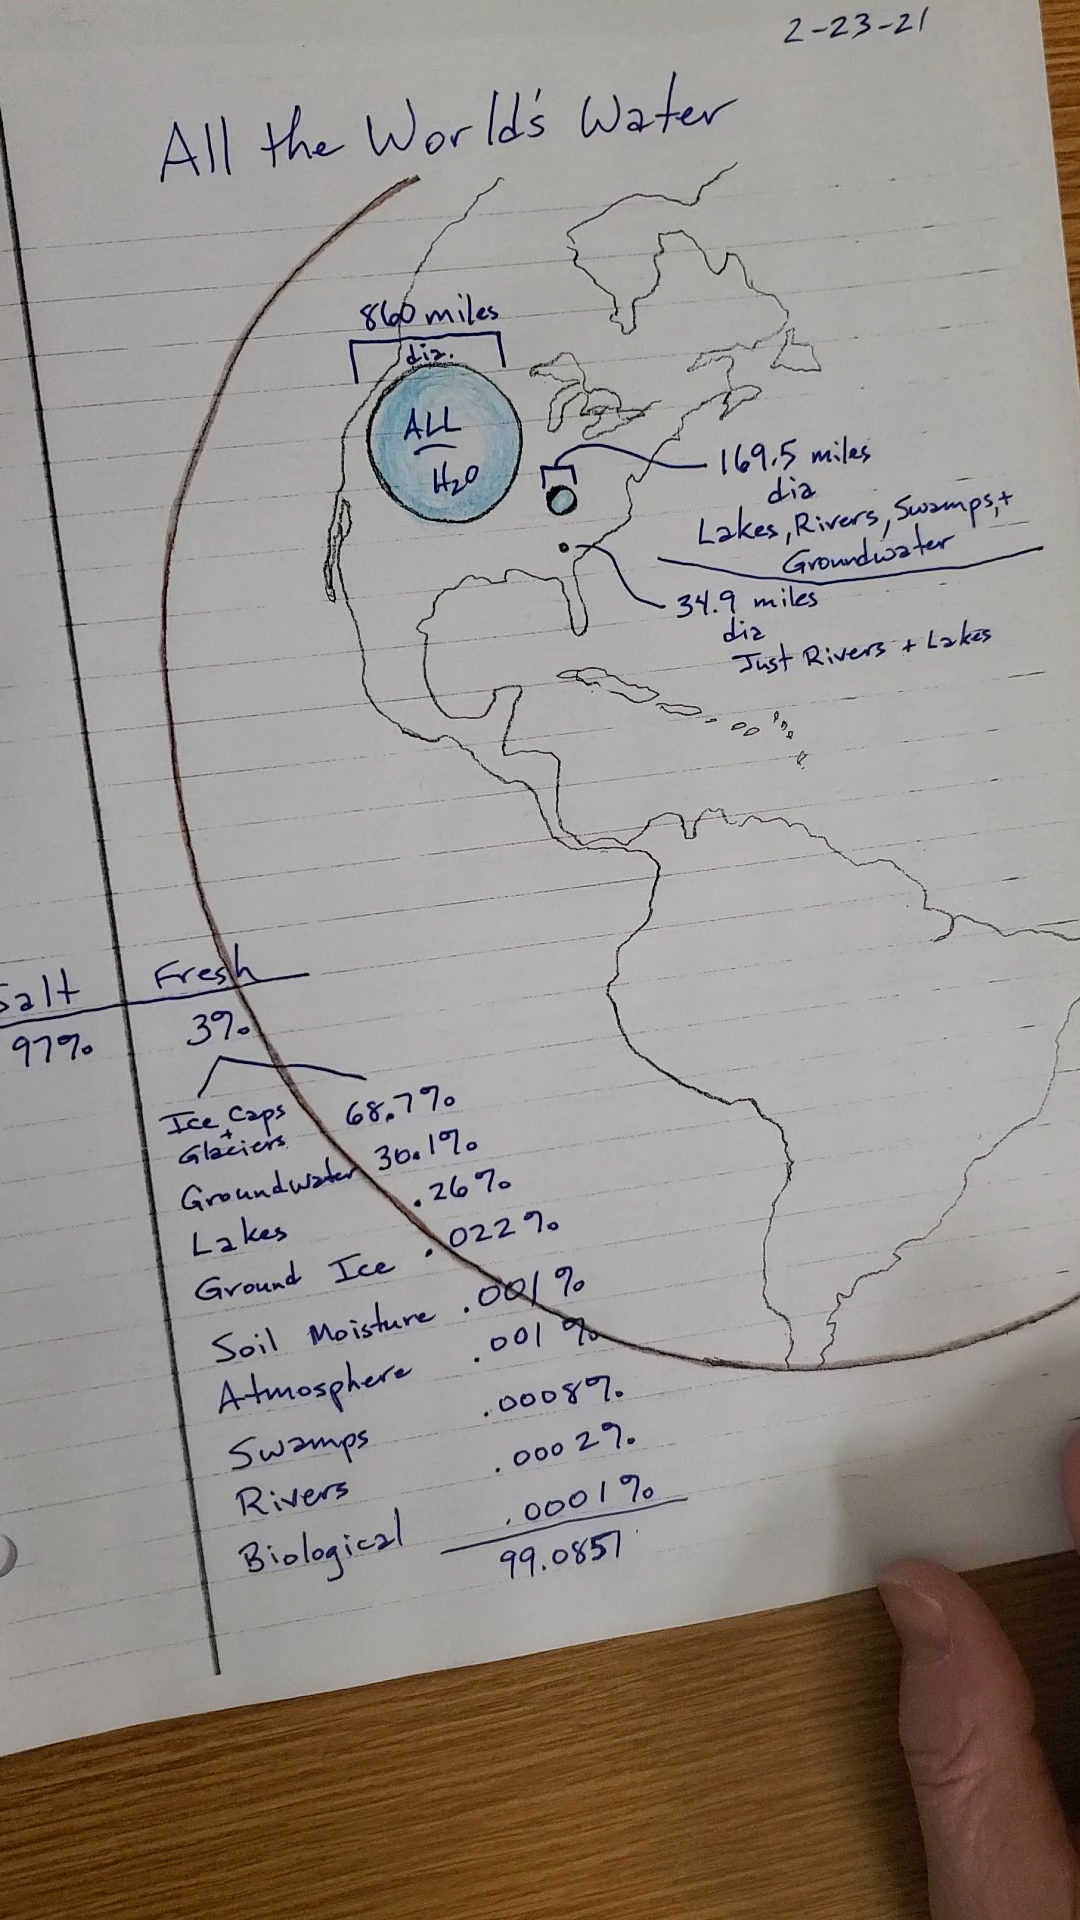 2-23-21
All the World's Water
860 miles
dia.
ALL
H20
169.5 miles
dia
Lakes, Rivers, Swamps, +
Groundwater
34.9 miles
dia
Just Rivers + Lakes
Salt Fresh
97% 3%
Ice Caps 68.7%
+
Glaciers
Groundwater 30.1%
Lakes .26%
Ground Ice .022%
Soil Moisture .001%
Atmosphere .001%
Swamps .0008%
Rivers .0002%
Biological .0001%
99.0851